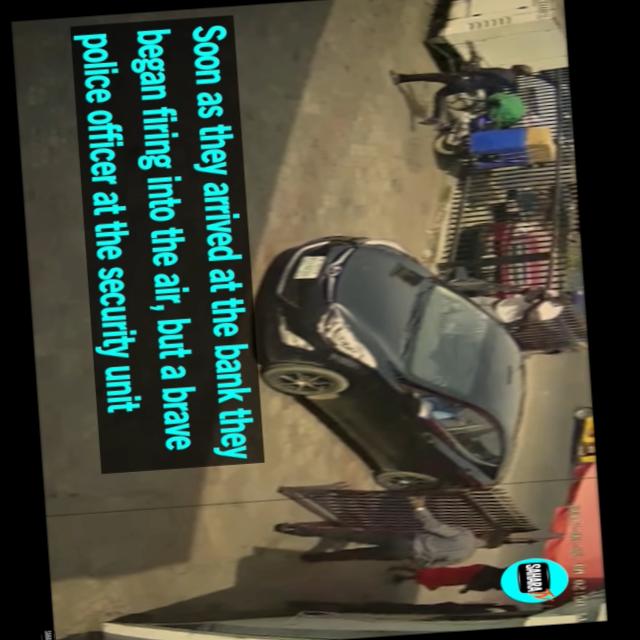 Soon as they arrived at the bank they
began firing into the air, but a brave
police officer at the security unit
SAHARA